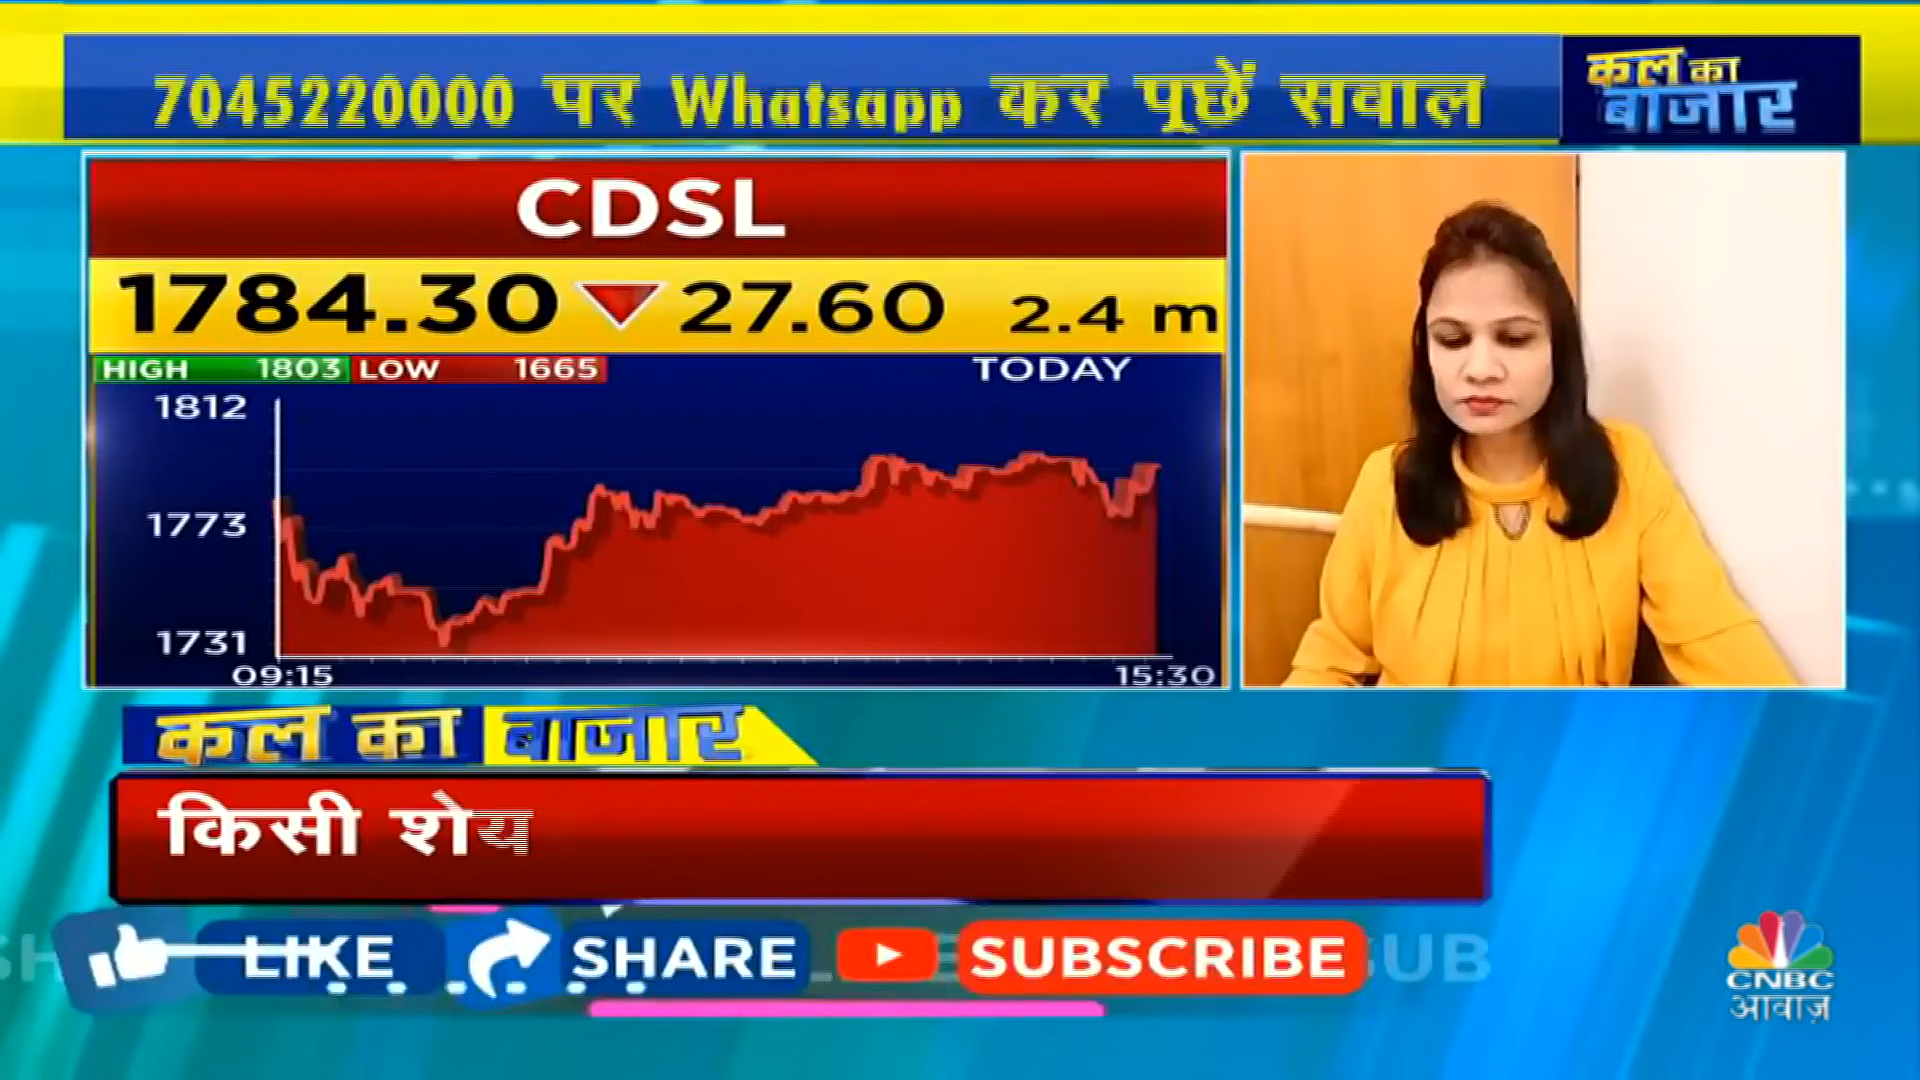 7045220000 पर Whatsapp कर पूछें सवाल
कल का
बाजार
CDSL
1784.30 27.60 2.4 m
HIGH 1803 LOW 1665 TODAY
1812
1773
1731
09:15 15:30
कल का बाजार
किसी शेय
LIKE SHARE SUBSCRIBE
CNBC
आवाज़